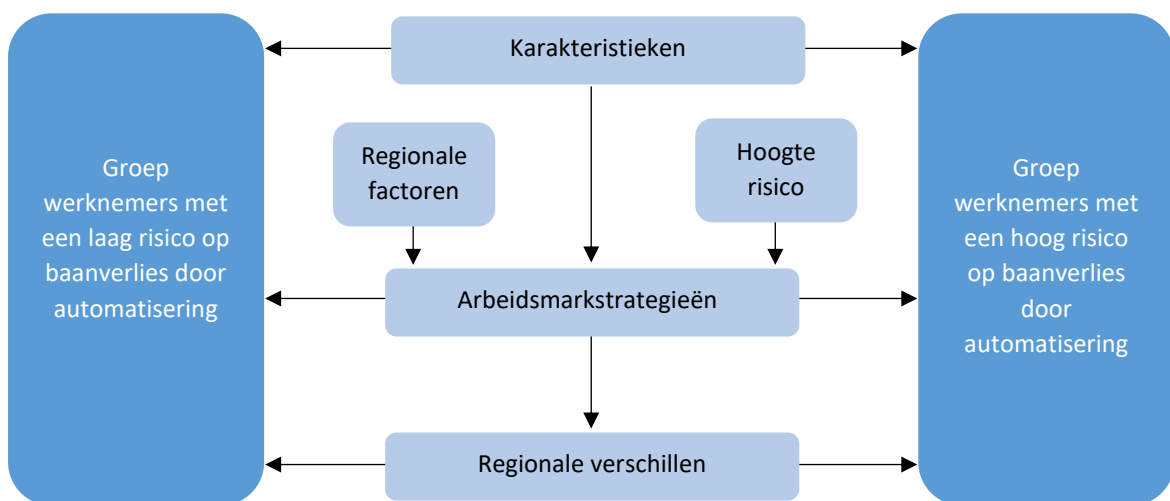 Karakteristieken
Groep
werknemers met
een laag risico op
baanverlies door
automatisering
Regionale
factoren
Hoogte
risico
Groep
werknemers met
een hoog risico
op baanverlies
door
automatisering
Arbeidsmarkstrategieën
Regionale verschillen